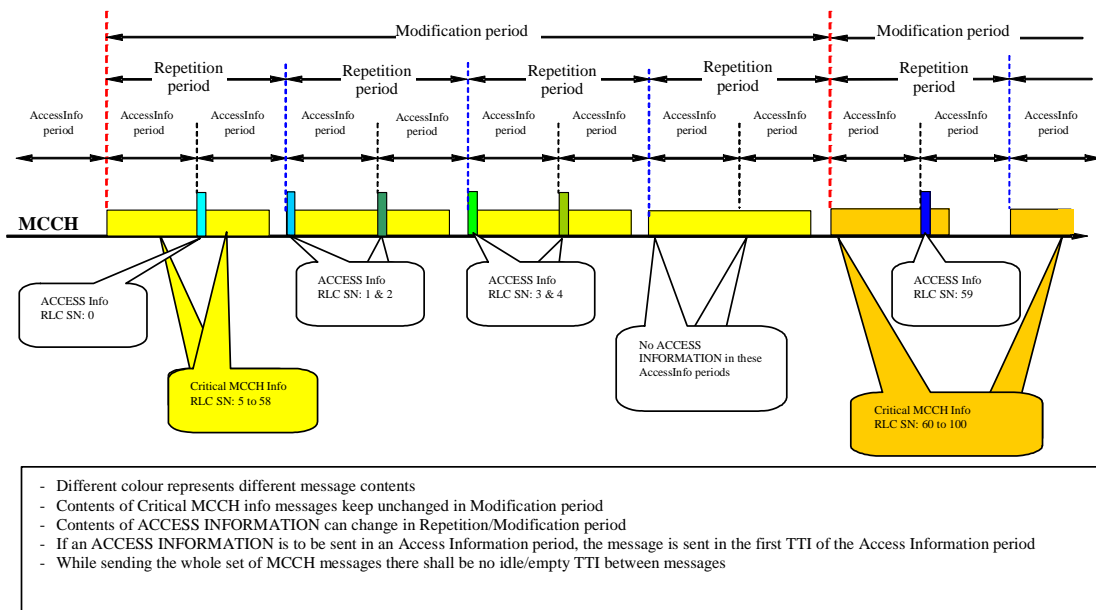 Modification period
Modification period
Repetition
period
Repetition
period
Repetition
period
Repetition
period
Repetition
period
AccessInfo
period
AccessInfo
period
AccessInfo
period
AccessInfo
period
AccessInfo
period
AccessInfo
period
AccessInfo
period
AccessInfo
period
AccessInfo
period
AccessInfo
period
AccessInfo
period
AccessInfo
period
MCCH
ACCESS Info
RLC SN: 0
ACCESS Info
RLC SN: 1 & 2
ACCESS Info
RLC SN: 3 & 4
ACCESS Info
RLC SN: 59
No ACCESS
INFORMATION in these
AccessInfo periods
Critical MCCH Info
RLC SN: 5 to 58
Critical MCCH Info
RLC SN: 60 to 100
- Different colour represents different message contents
- Contents of Critical MCCH info messages keep unchanged in Modification period
- Contents of ACCESS INFORMATION can change in Repetition/Modification period
- If an ACCESS INFORMATION is to be sent in an Access Information period, the message is sent in the first TTI of the Access Information period
- While sending the whole set of MCCH messages there shall be no idle/empty TTI between messages